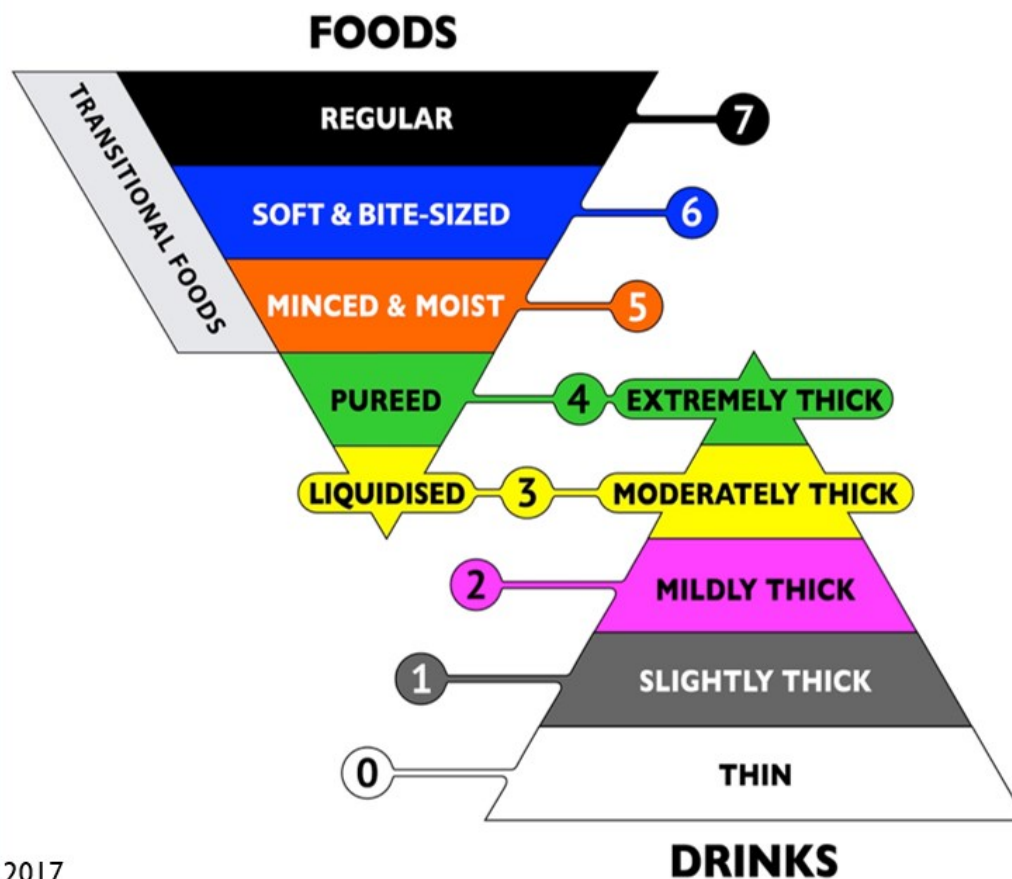 FOODS
TRANSITIONAL FOODS
REGULAR
7
SOFT & BITE-SIZED
6
MINCED & MOIST
5
PUREED
4
EXTREMELY THICK
LIQUIDISED
3
MODERATELY THICK
2
MILDLY THICK
1
SLIGHTLY THICK
0
THIN
DRINKS
2017